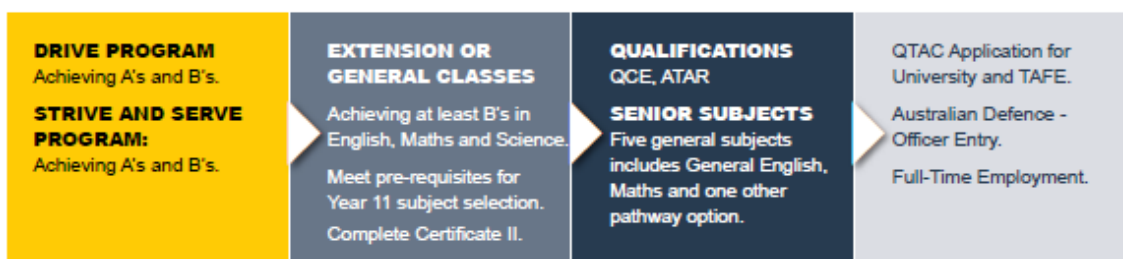 DRIVE PROGRAM
Achieving A's and B's.
STRIVE AND SERVE
PROGRAM:
Achieving A's and B's.
EXTENSION OR
GENERAL CLASSES
Achieving at least B's in
English, Maths and Science.
Meet pre-requisites for
Year 11 subject selection.
Complete Certificate II.
QUALIFICATIONS
QCE, ATAR
SENIOR SUBJECTS
Five general subjects
includes General English,
Maths and one other
pathway option.
QTAC Application for
University and TAFE.
Australian Defence -
Officer Entry.
Full-Time Employment.